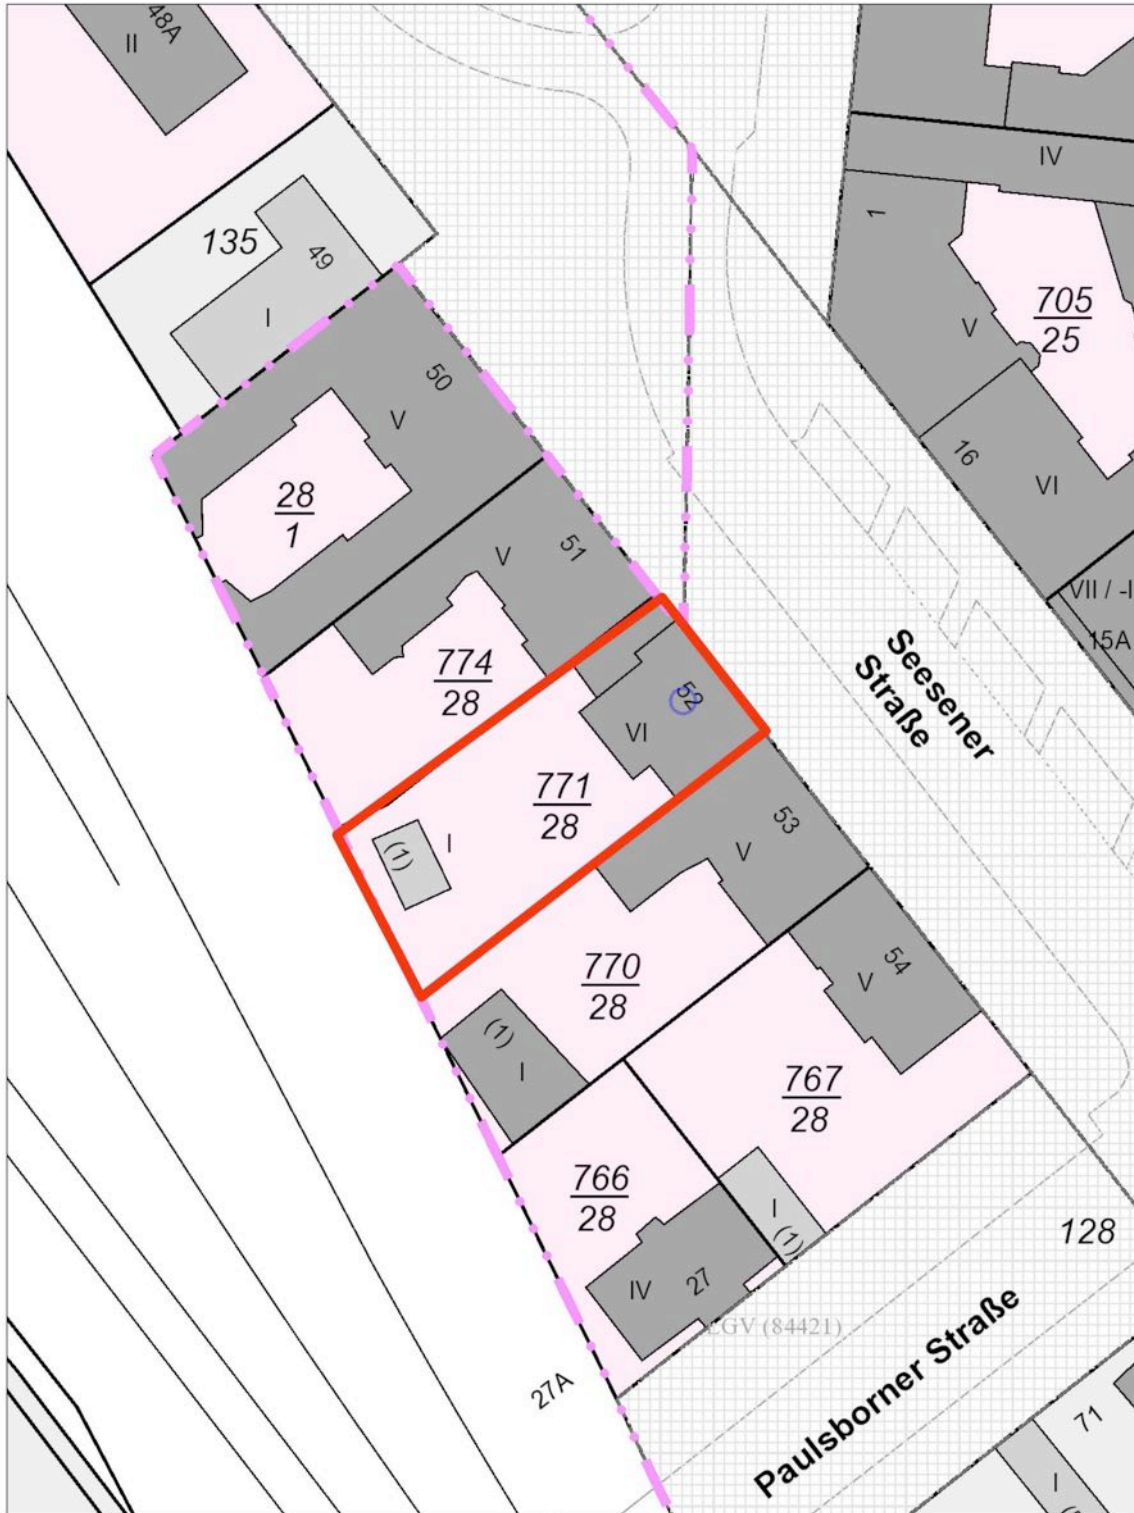 48A
II
IV
135
49
1
I
705
25
V
50
V
16
VI
28
1
51
V
VII / -I
15A
Seesener
Straße
774
28
52
VI
771
28
53
I
(1)
V
54
V
770
28
(1)
I
767
28
766
28
I
(1)
128
IV
27
GV (84421)
27A
Paulsborner Straße
71
I